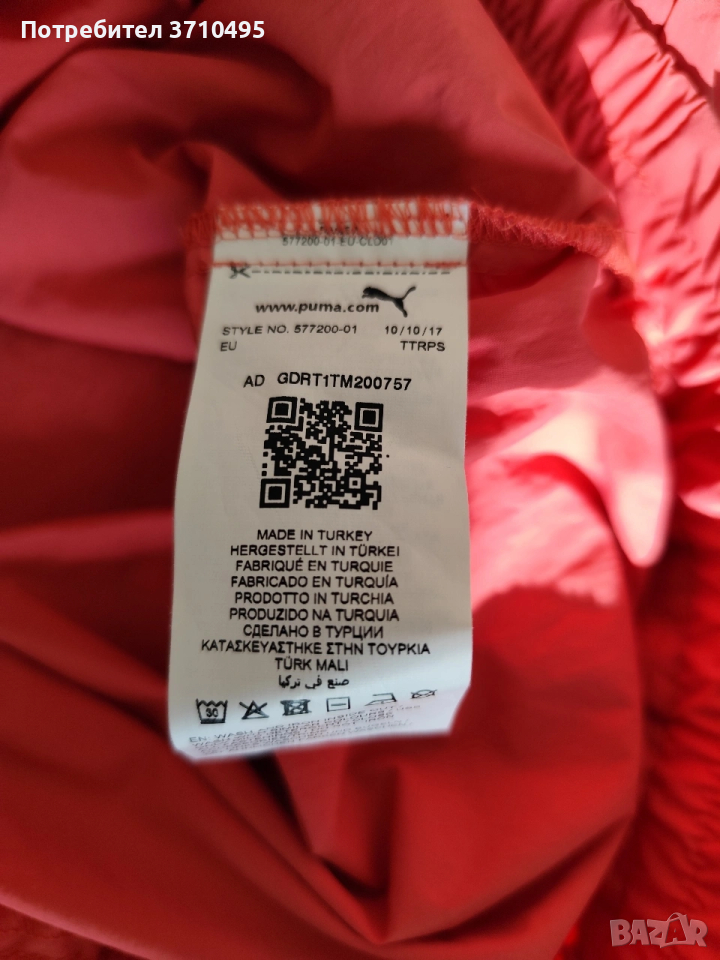 Потребител 3710495
577200-01-EU-CLO01
www.puma.com
STYLE NO. 577200-01 10/10/17
EU TTRPS
AD GDRT1TM200757
MADE IN TURKEY
HERGESTELLT IN TÜRKEI
FABRIQUÉ EN TURQUIE
FABRICADO EN TURQUÍA
PRODOTTO IN TURCHIA
PRODUZIDO NA TURQUIA
СДЕЛАНО В ТУРЦИИ
ΚΑΤΑΣΚΕΥΑΣΤΗΚΕ ΣΤΗΝ ΤΟΥΡΚΙΑ
TÜRK MALI
صنع في تركيا
30
BAZAR